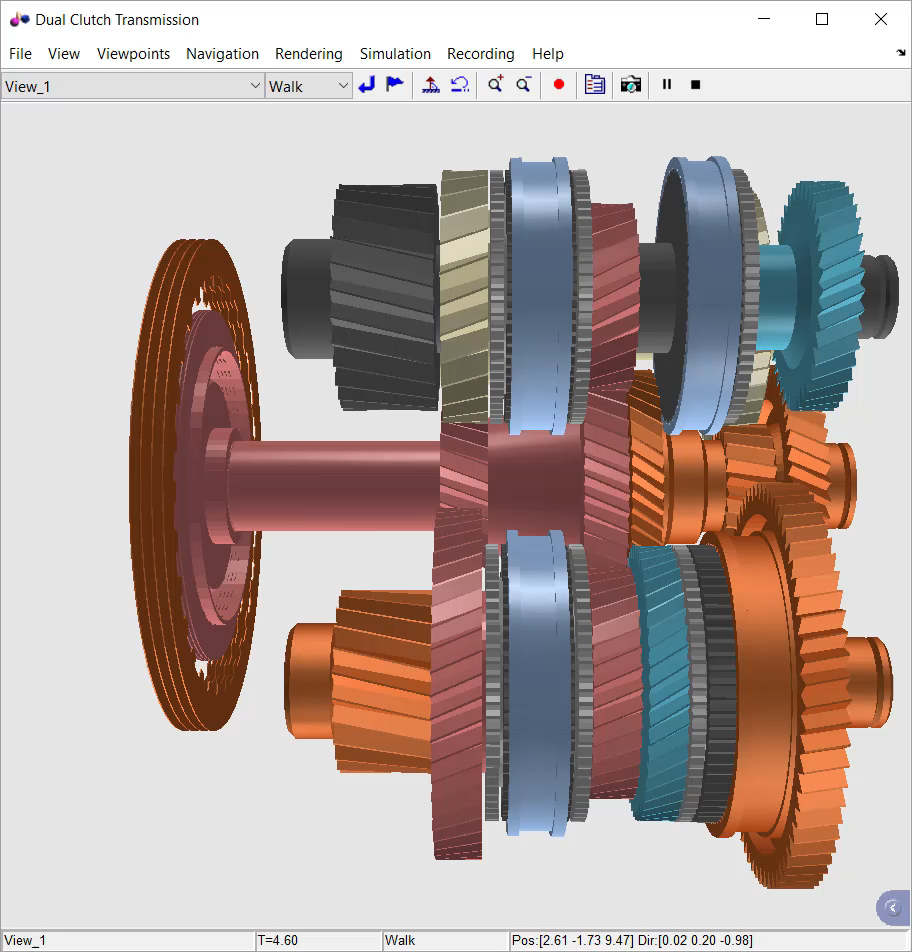 Dual Clutch Transmission
File View Viewpoints Navigation Rendering Simulation Recording Help
View_1 Walk
View_1 T=4.60 Walk Pos:[2.61 -1.73 9.47] Dir:[0.02 0.20 -0.98]